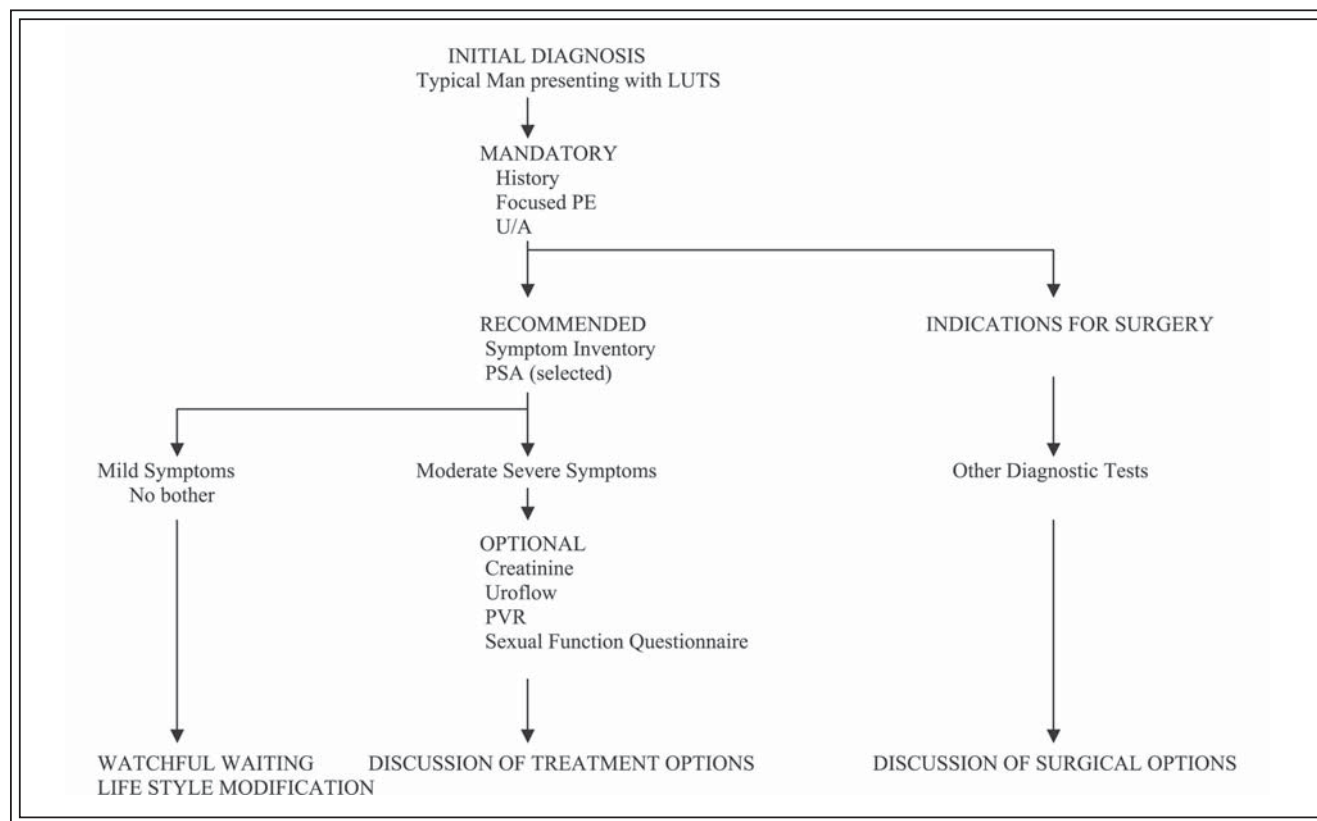 INITIAL DIAGNOSIS
Typical Man presenting with LUTS
MANDATORY
History
Focused PE
U/A
RECOMMENDED
Symptom Inventory
PSA (selected)
INDICATIONS FOR SURGERY
Mild Symptoms
No bother
Moderate Severe Symptoms
Other Diagnostic Tests
OPTIONAL
Creatinine
Uroflow
PVR
Sexual Function Questionnaire
WATCHFUL WAITING
LIFE STYLE MODIFICATION
DISCUSSION OF TREATMENT OPTIONS
DISCUSSION OF SURGICAL OPTIONS